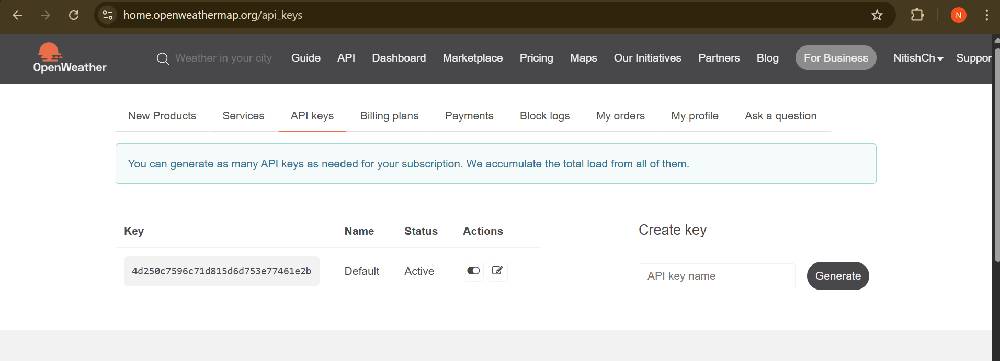 home.openweathermap.org/api_keys
N
OpenWeather
Weather in your city
Guide
API
Dashboard
Marketplace
Pricing
Maps
Our Initiatives
Partners
Blog
For Business
NitishCh
Suppor
New Products
Services
API keys
Billing plans
Payments
Block logs
My orders
My profile
Ask a question
You can generate as many API keys as needed for your subscription. We accumulate the total load from all of them.
Key
Name
Status
Actions
4d250c7596c71d815d6d753e77461e2b
Default
Active
Create key
API key name
Generate